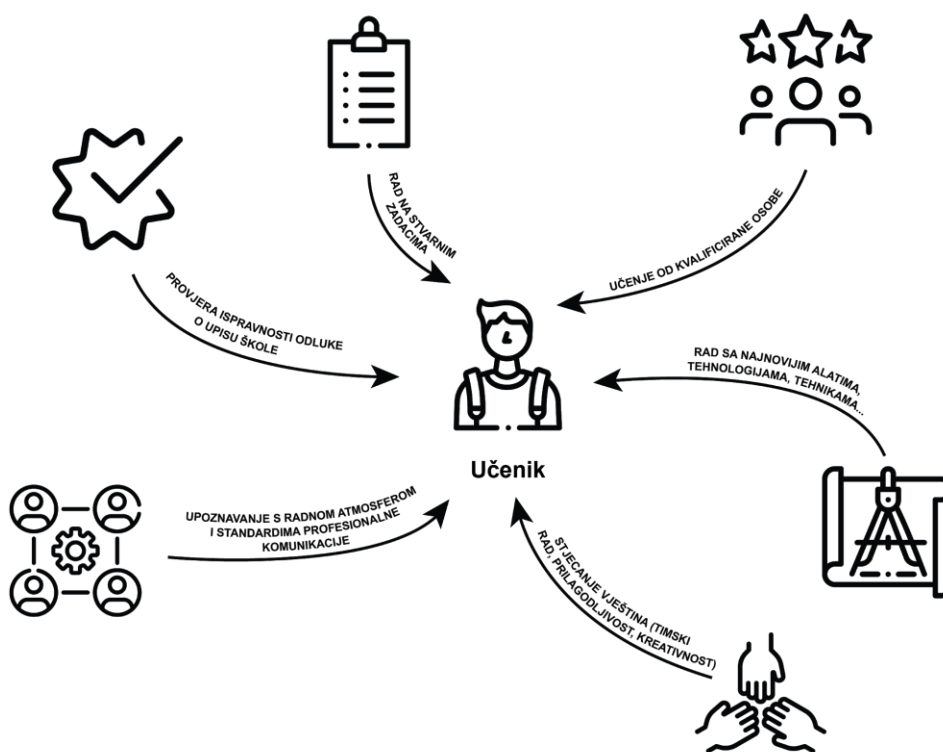 RAD NA STVARNIM
ZADACIMA
UČENJE OD KVALIFICIRANE OSOBE
PROVJERA ISPRAVNOSTI ODLUKE
O UPISU ŠKOLE
RAD SA NAJNOVIJIM ALATIMA,
TEHNOLOGIJAMA, TEHNIKAMA...
Učenik
UPOZNAVANJE S RADNOM ATMOSFEROM
I STANDARDIMA PROFESIONALNE
KOMUNIKACIJE
STJECANJE VJEŠTINA (TIMSKI
RAD, PRILAGODLJIVOST, KREATIVNOST)